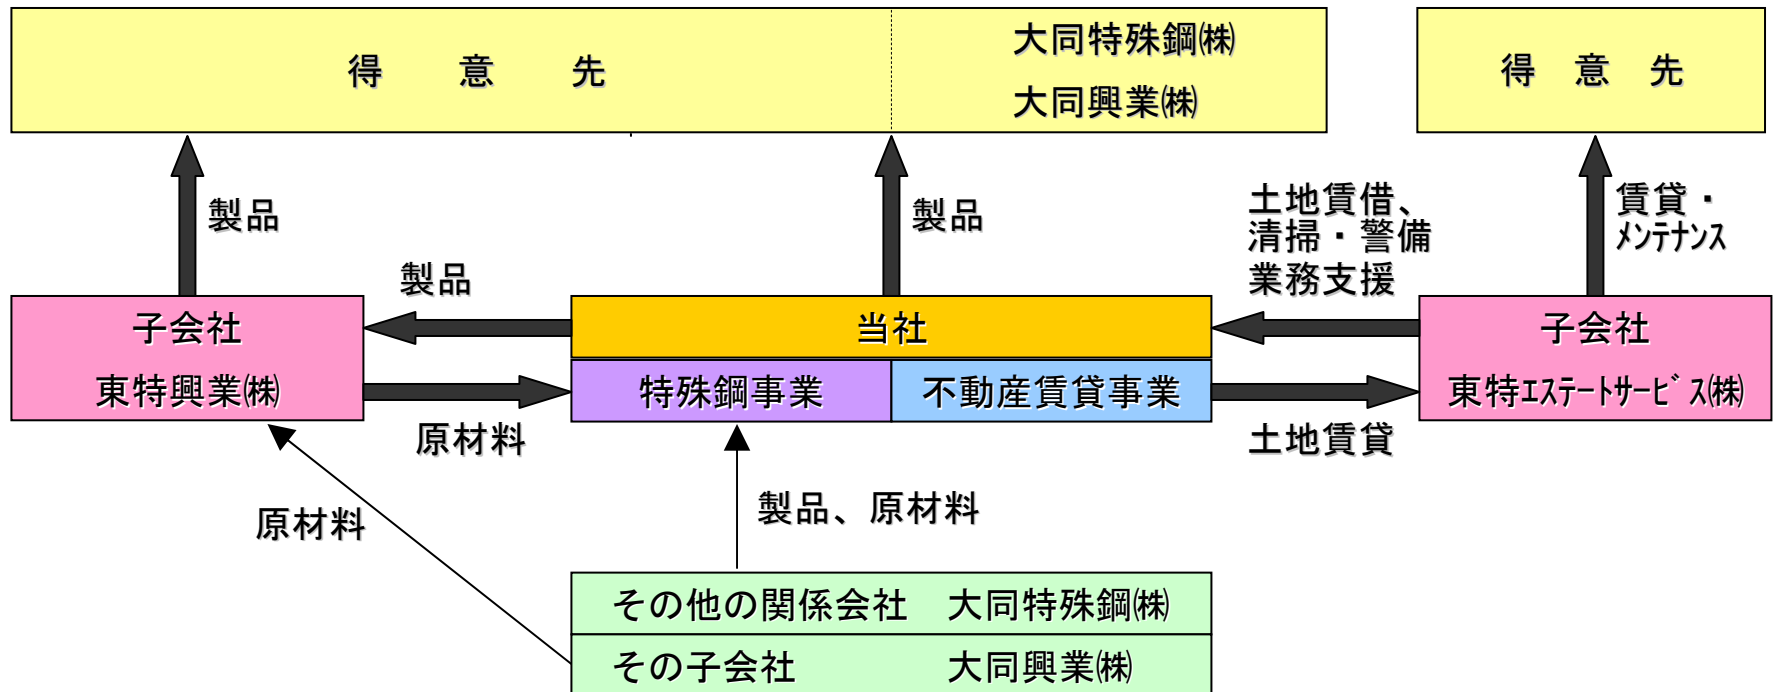 得　意　先
大同特殊鋼㈱
大同興業㈱
得　意　先
製品
製品
土地賃借、
清掃・警備
業務支援
賃貸・
ﾒﾝﾃﾅﾝｽ
製品
子会社
東特興業㈱
当社
特殊鋼事業
不動産賃貸事業
子会社
東特ｴｽﾃｰﾄｻｰﾋﾞｽ㈱
原材料
土地賃貸
原材料
製品、原材料
その他の関係会社　大同特殊鋼㈱
その子会社　大同興業㈱